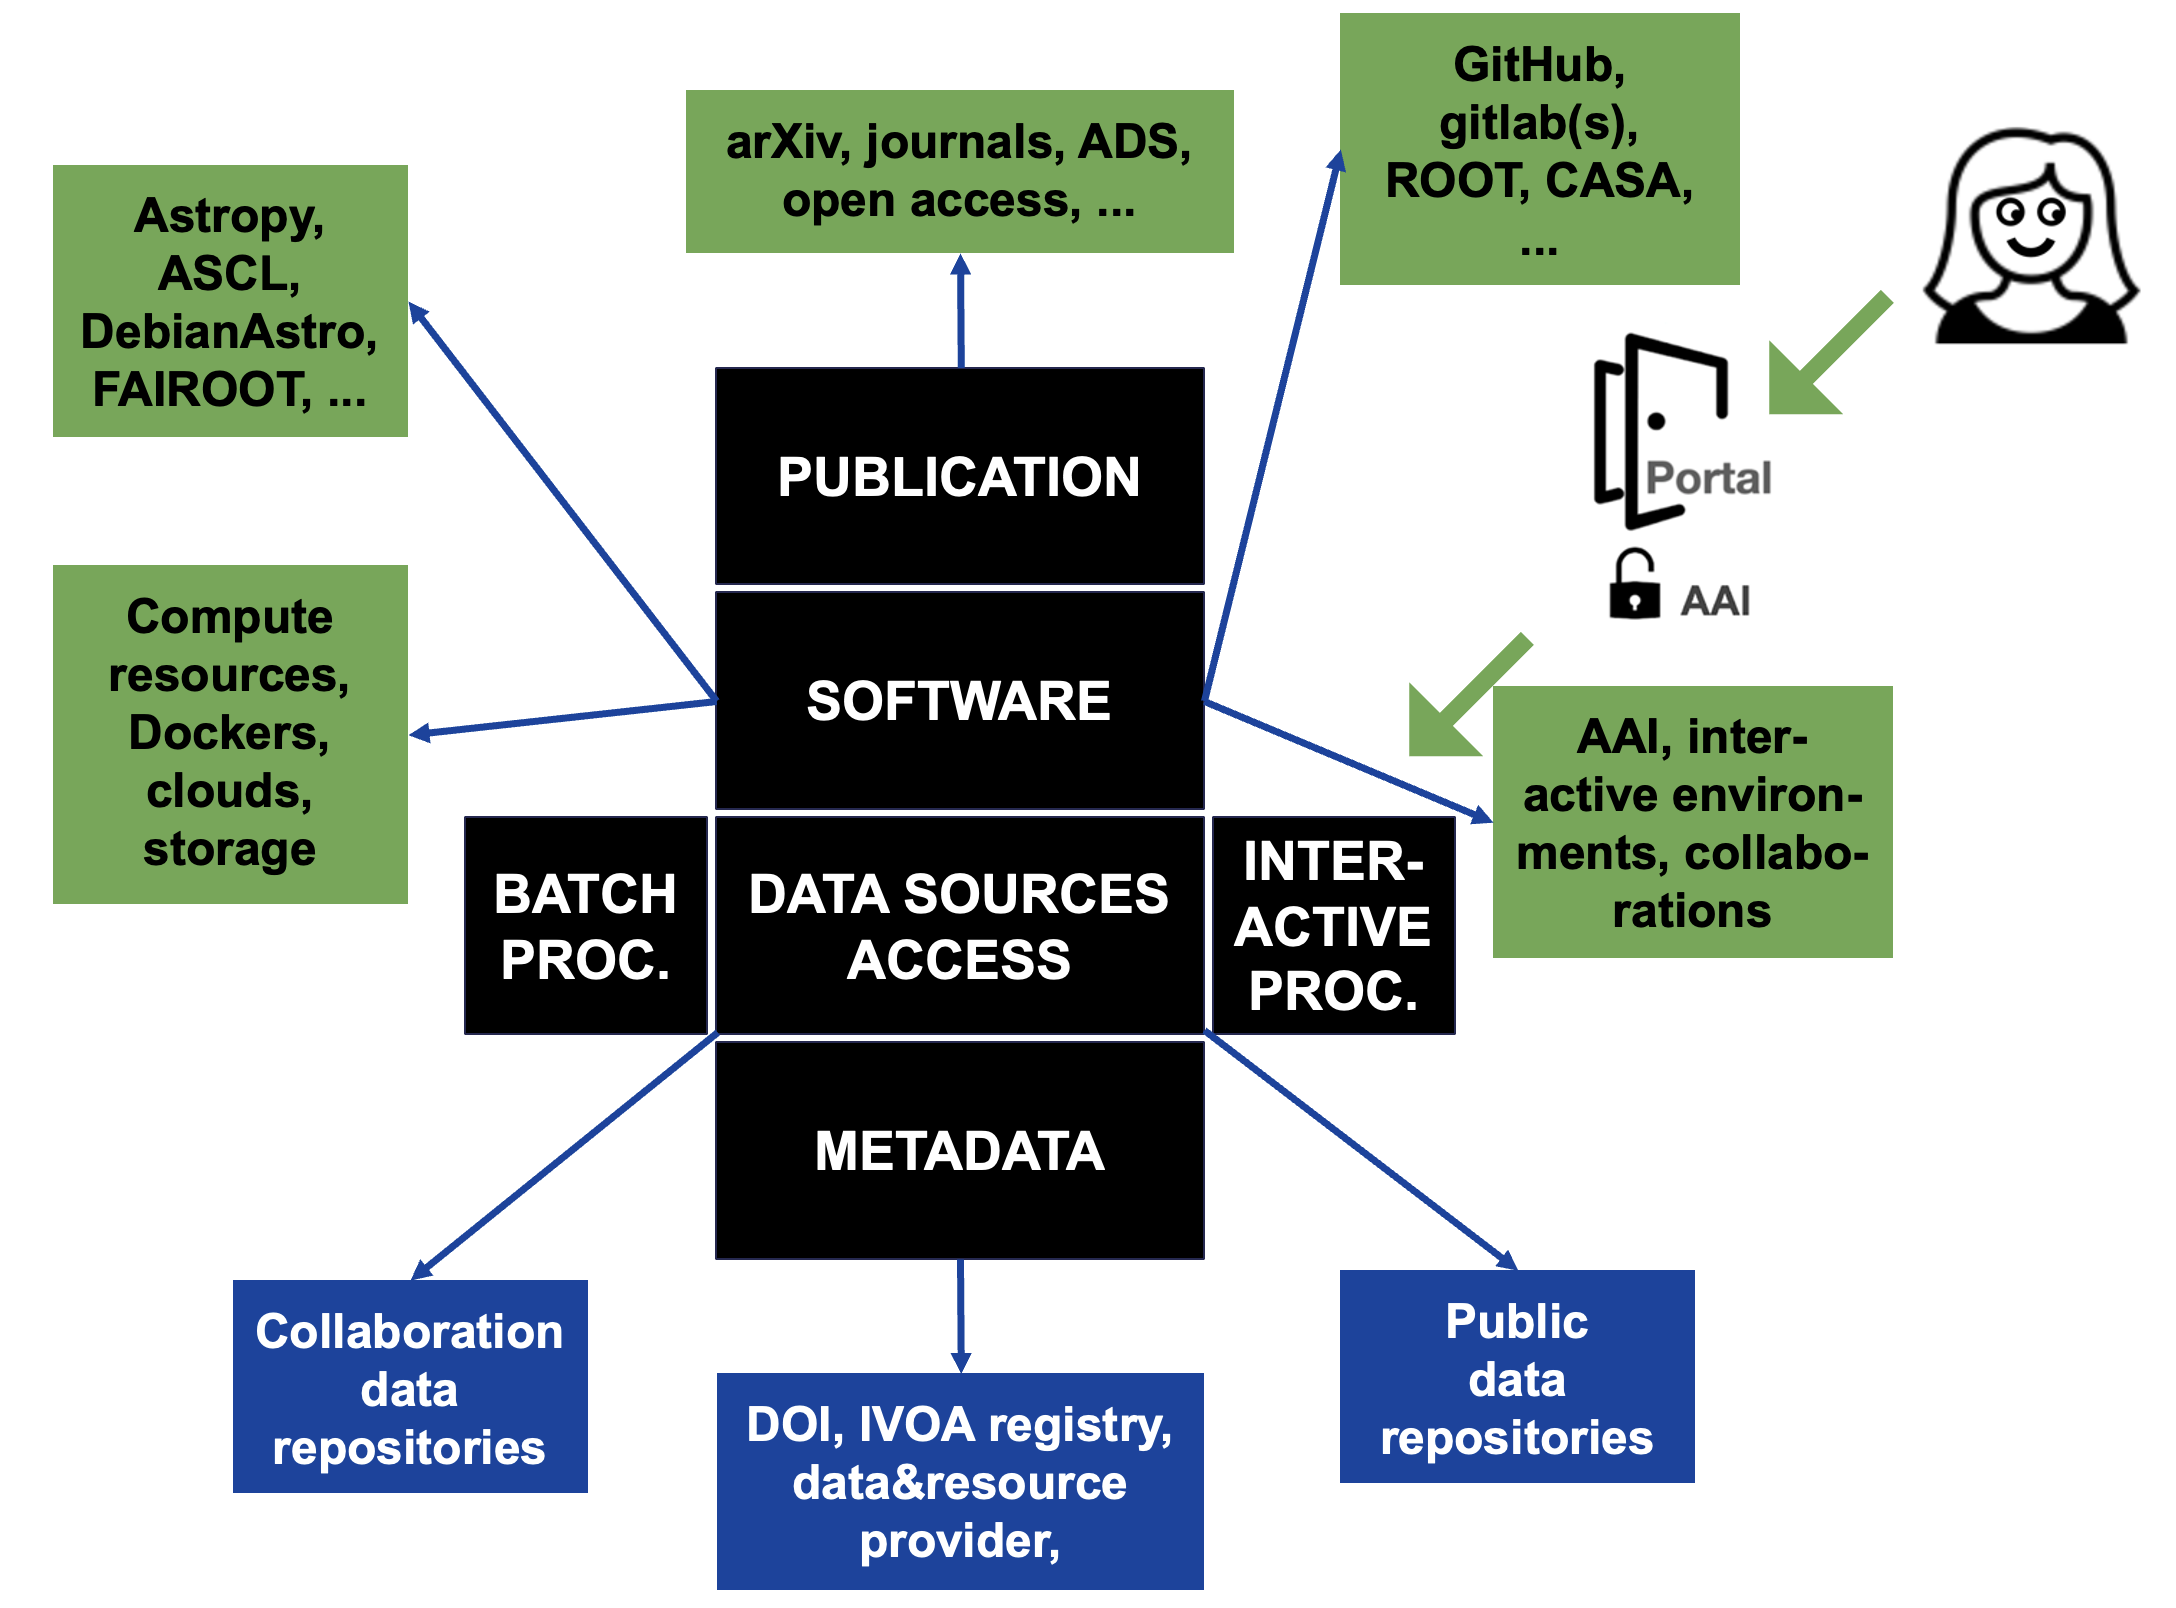 GitHub,
gitlab(s),
ROOT, CASA,
...
arXiv, journals, ADS,
open access, ...
Astropy,
ASCL,
DebianAstro,
FAIROOT, ...
PUBLICATION
Portal
AAI
Compute
resources,
Dockers,
clouds,
storage
SOFTWARE
AAI, inter-
active environ-
ments, collabo-
rations
BATCH
PROC.
DATA SOURCES
ACCESS
INTER-
ACTIVE
PROC.
METADATA
Collaboration
data
repositories
DOI, IVOA registry,
data&resource
provider,
Public
data
repositories